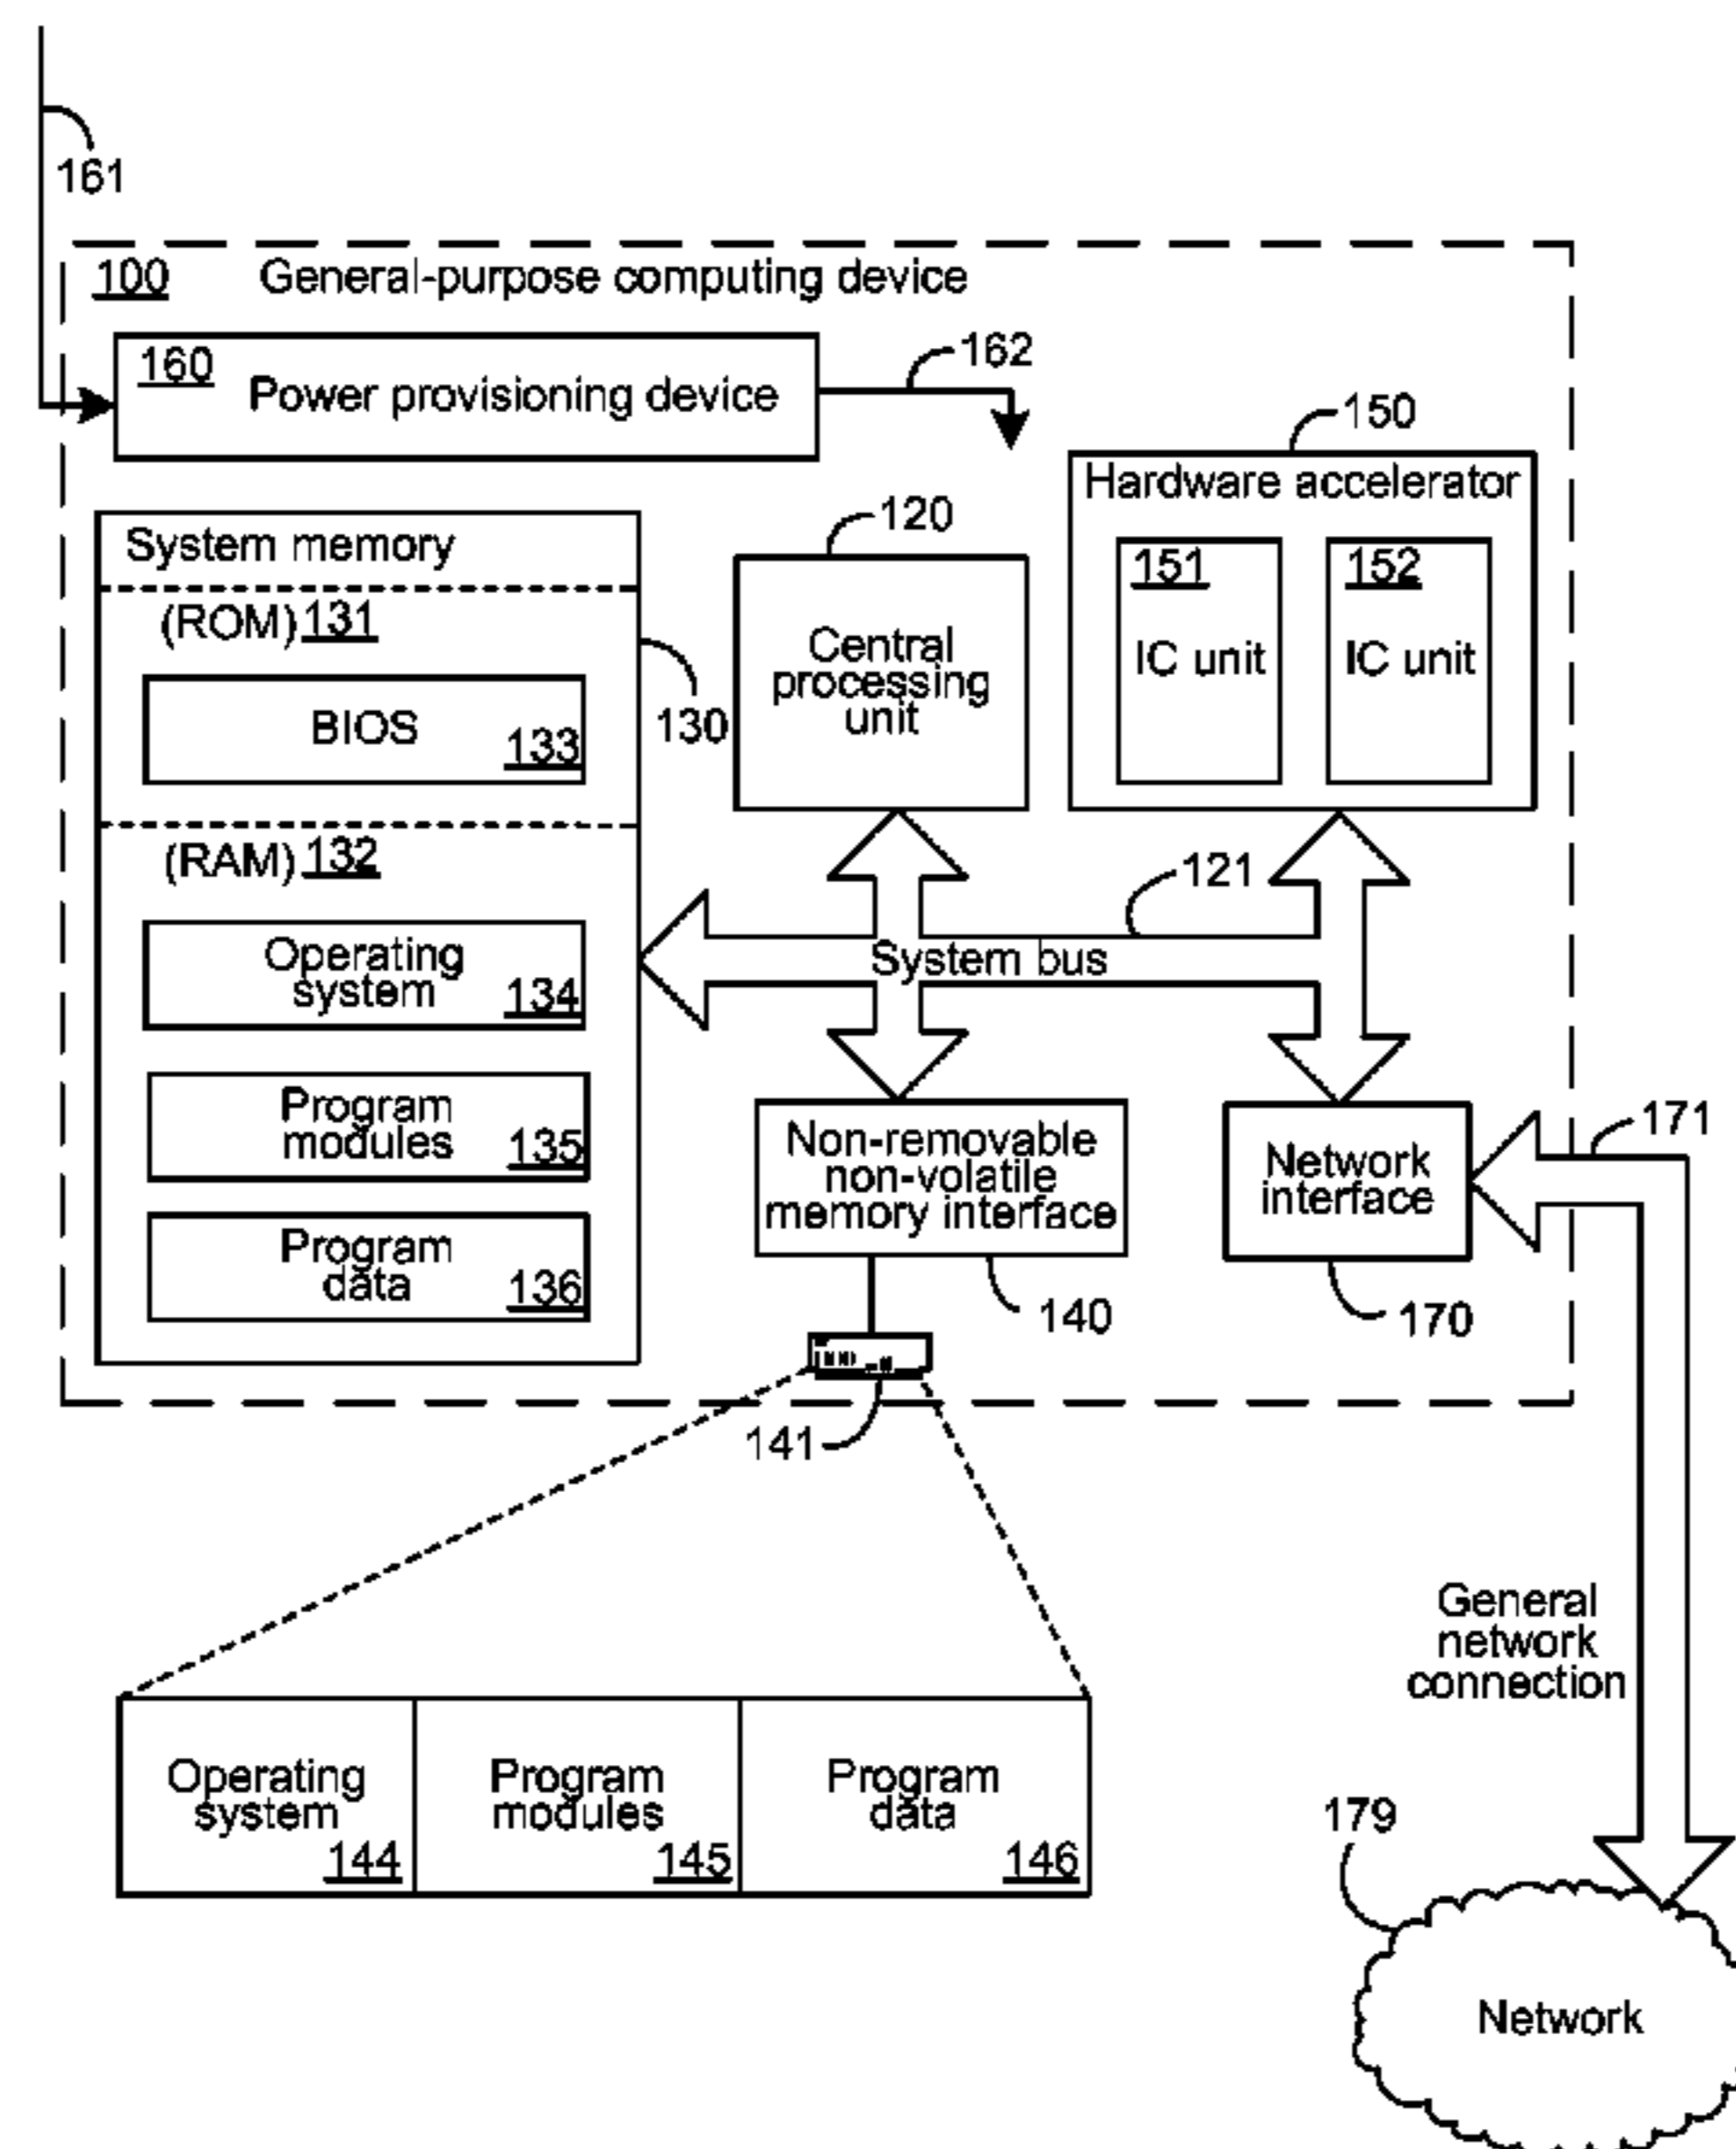 161
100 General-purpose computing device
160
Power provisioning device
162
150
Hardware accelerator
151
IC unit
152
IC unit
120
Central
processing
unit
System memory
(ROM) 131
BIOS
133
130
(RAM) 132
Operating
system
134
Program
modules
135
Program
data
136
121
System bus
Non-removable
non-volatile
memory interface
140
Network
interface
170
171
141
General
network
connection
Operating
system
144
Program
modules
145
Program
data
146
179
Network